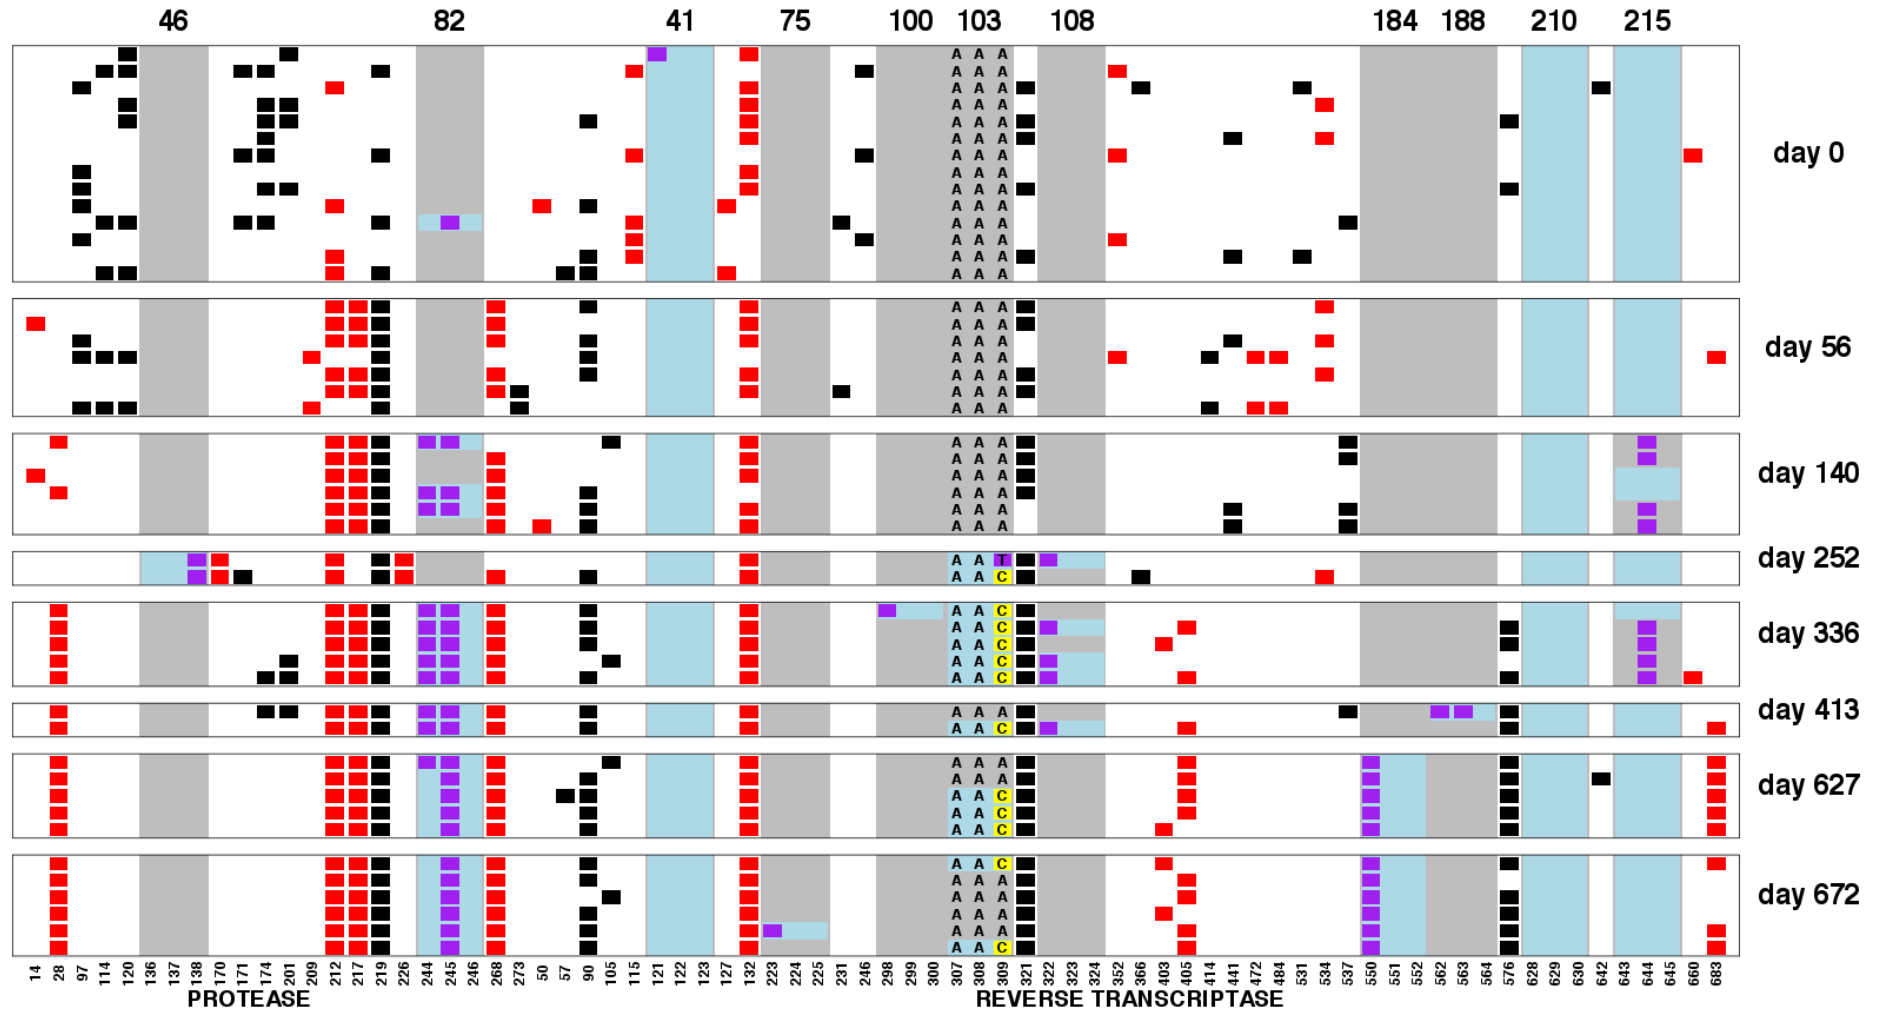 46 82 41 75 100 103 108 184 188 210 215
A A A
A A A
A A A
A A A
A A A
A A A
A A A
A A A
A A A
A A A
A A A
A A A
A A A
A A A
day 0
A A A
A A A
A A A
A A A
A A A
A A A
A A A
day 56
A A A
A A A
A A A
A A A
A A A
A A A
day 140
A A T
A A C
day 252
A A C
A A C
A A C
A A C
A A C
day 336
A A A
A A C
day 413
A A A
A A A
A A C
A A C
A A C
day 627
A A C
A A A
A A A
A A A
A A A
A A C
day 672
14 28 97 114 120 136 137 138 170 171 174 201 209 212 217 219 226 244 245 246 268 273 50 57 90 105 115 121 122 123 127 132 223 224 225 231 246 298 299 300 307 308 309 321 322 323 324 352 366 403 405 414 441 472 484 531 534 537 550 551 552 562 563 564 576 628 629 630 642 643 644 645 660 683
PROTEASE REVERSE TRANSCRIPTASE